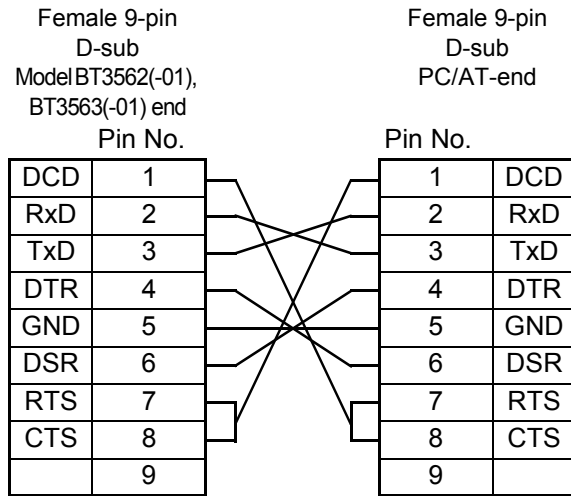 Female 9-pin
D-sub
Model BT3562(-01),
BT3563(-01) end
Female 9-pin
D-sub
PC/AT-end
Pin No.
Pin No.
DCD 1
1 DCD
RxD 2
2 RxD
TxD 3
3 TxD
DTR 4
4 DTR
GND 5
5 GND
DSR 6
6 DSR
RTS 7
7 RTS
CTS 8
8 CTS
9
9